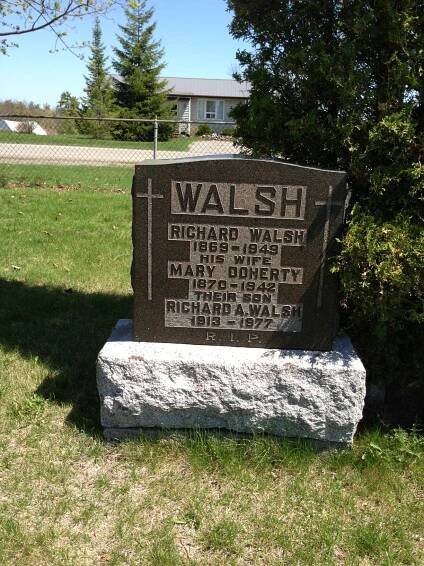 WALSH
RICHARD WALSH
1869 - 1949
HIS WIFE
MARY DOHERTY
1870 - 1942
THEIR SON
RICHARD A. WALSH
1913 - 1977
R.I.P.